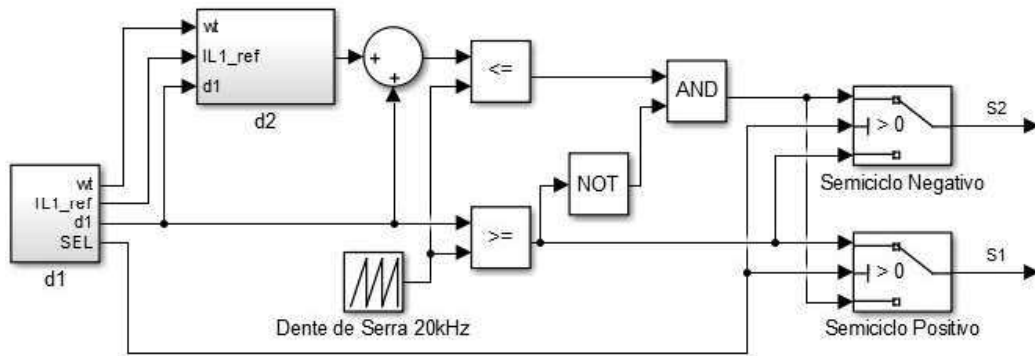 wt
IL1_ref
d1
d2
+
+
<=
AND
> 0
S2
Semiciclo Negativo
NOT
wt
IL1_ref
d1
SEL
d1
>=
Dente de Serra 20kHz
> 0
S1
Semiciclo Positivo